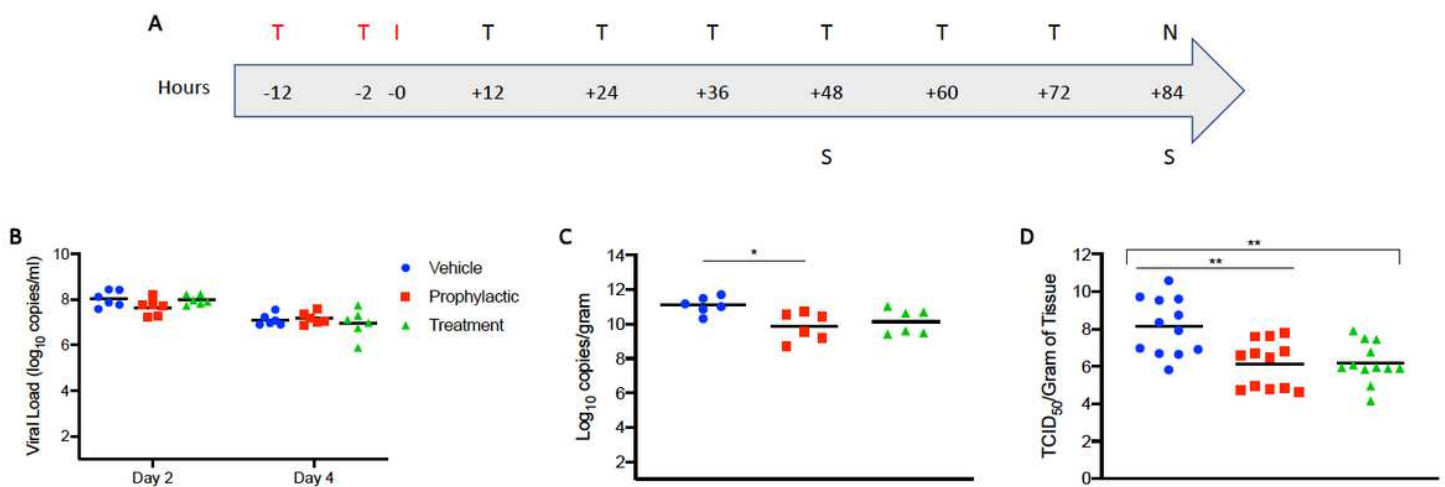 A
T T I T T T T T T N
Hours -12 -2 -0 +12 +24 +36 +48 +60 +72 +84
S S
B
Viral Load (log10 copies/ml)
10
8
6
4
2
Day 2 Day 4
Vehicle
Prophylactic
Treatment
C
Log10 copies/gram
14
12
10
8
6
4
2
*
D
TCID50/Gram of Tissue
12
10
8
6
4
2
0
**
**